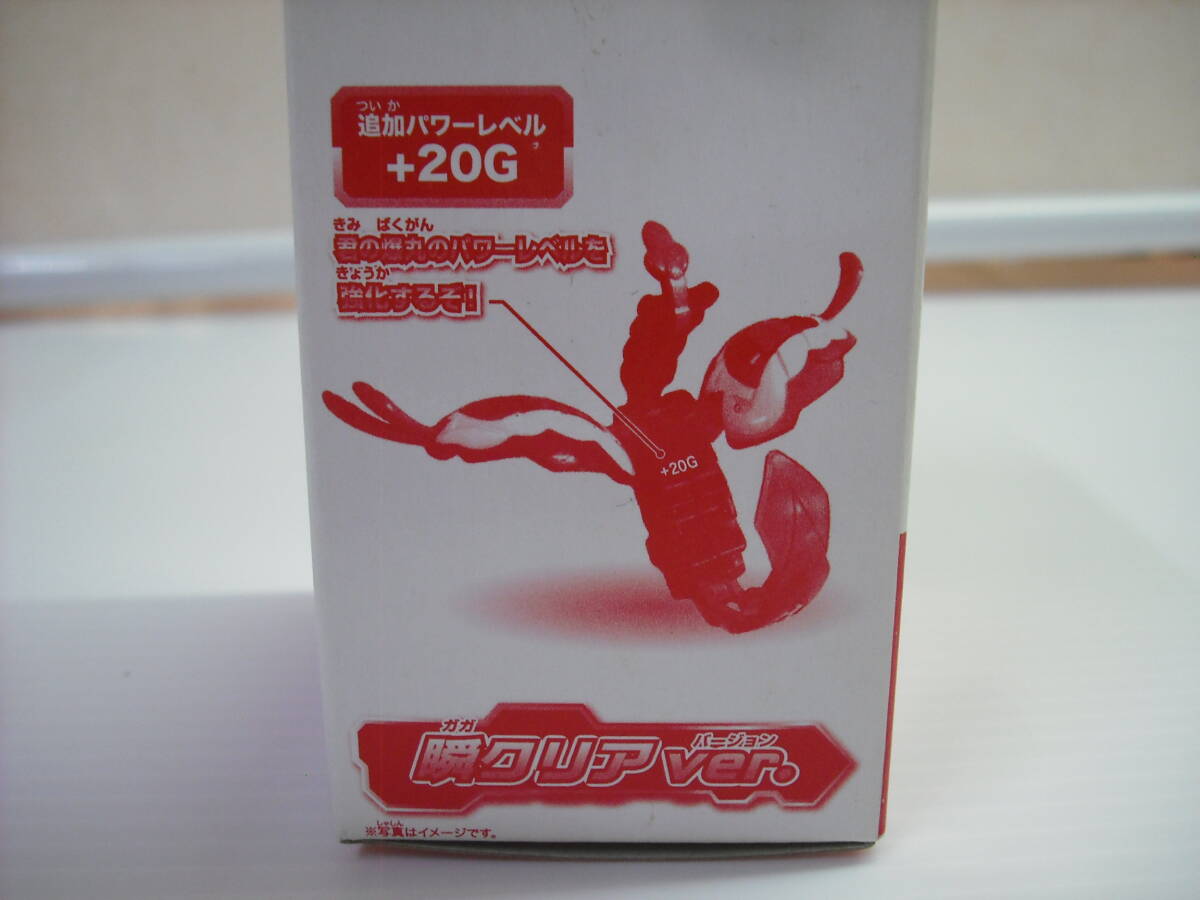 ついか
追加パワーレベル
+20G
きみ ばくがん
君の爆丸のパワーレベルを
きょうか
強化するぞ!
+20G
ガガ バージョン
瞬クリア ver.
しゃしん
※写真はイメージです。